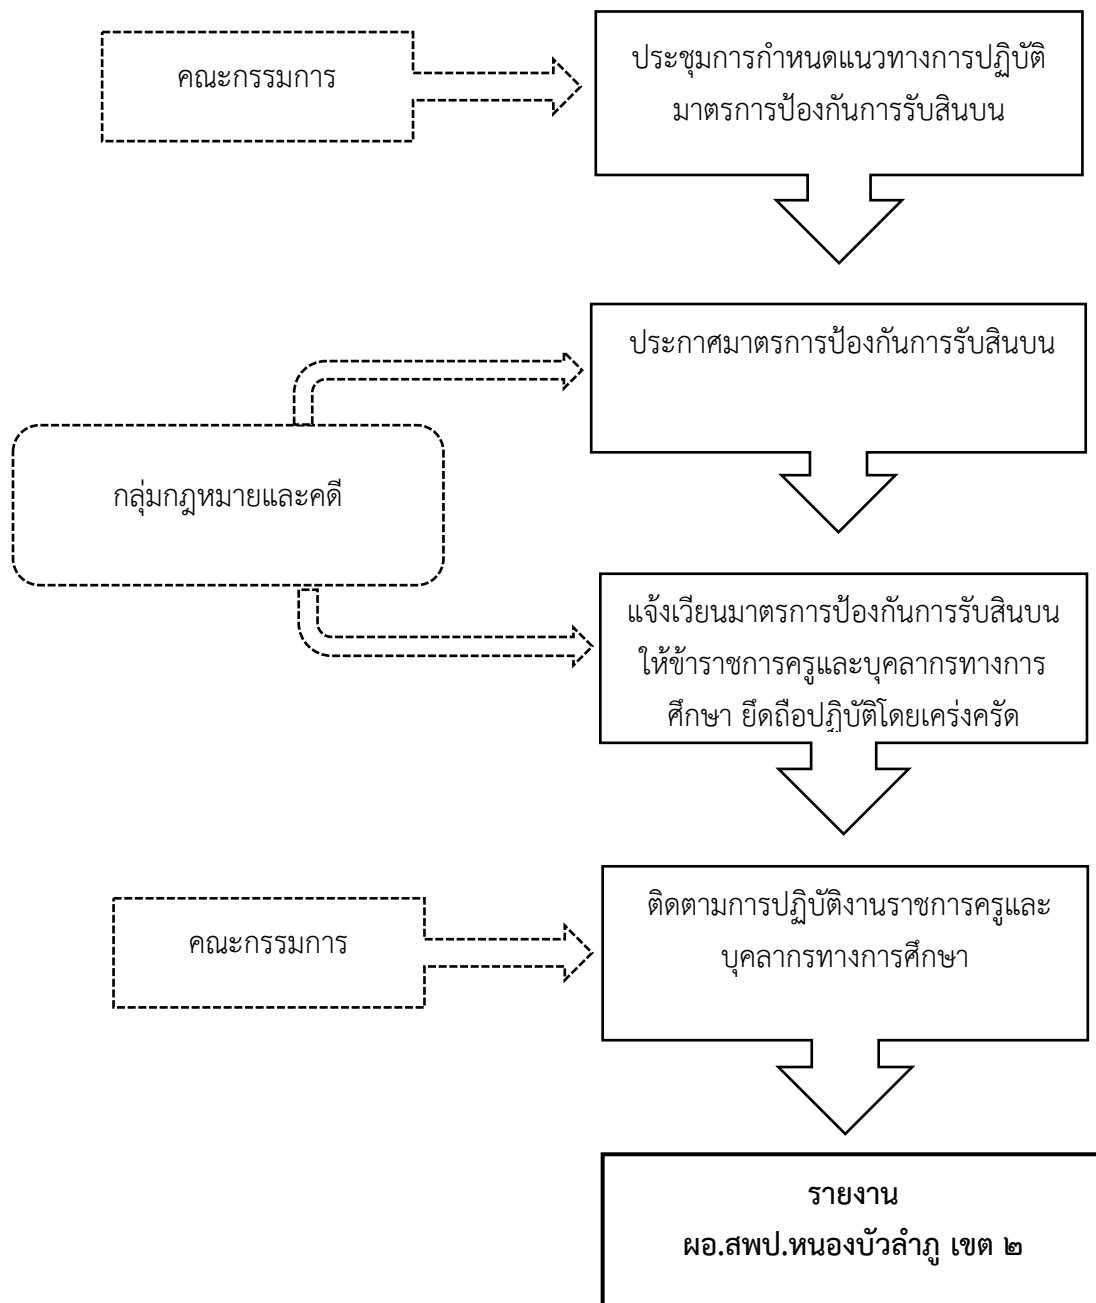 คณะกรรมการ
ประชุมการกำหนดแนวทางการปฏิบัติ
มาตรการป้องกันการรับสินบน
ประกาศมาตรการป้องกันการรับสินบน
กลุ่มกฎหมายและคดี
แจ้งเวียนมาตรการป้องกันการรับสินบน
ให้ข้าราชการครูและบุคลากรทางการ
ศึกษา ยึดถือปฏิบัติโดยเคร่งครัด
คณะกรรมการ
ติดตามการปฏิบัติงานราชการครูและ
บุคลากรทางการศึกษา
รายงาน
ผอ.สพป.หนองบัวลำภู เขต ๒